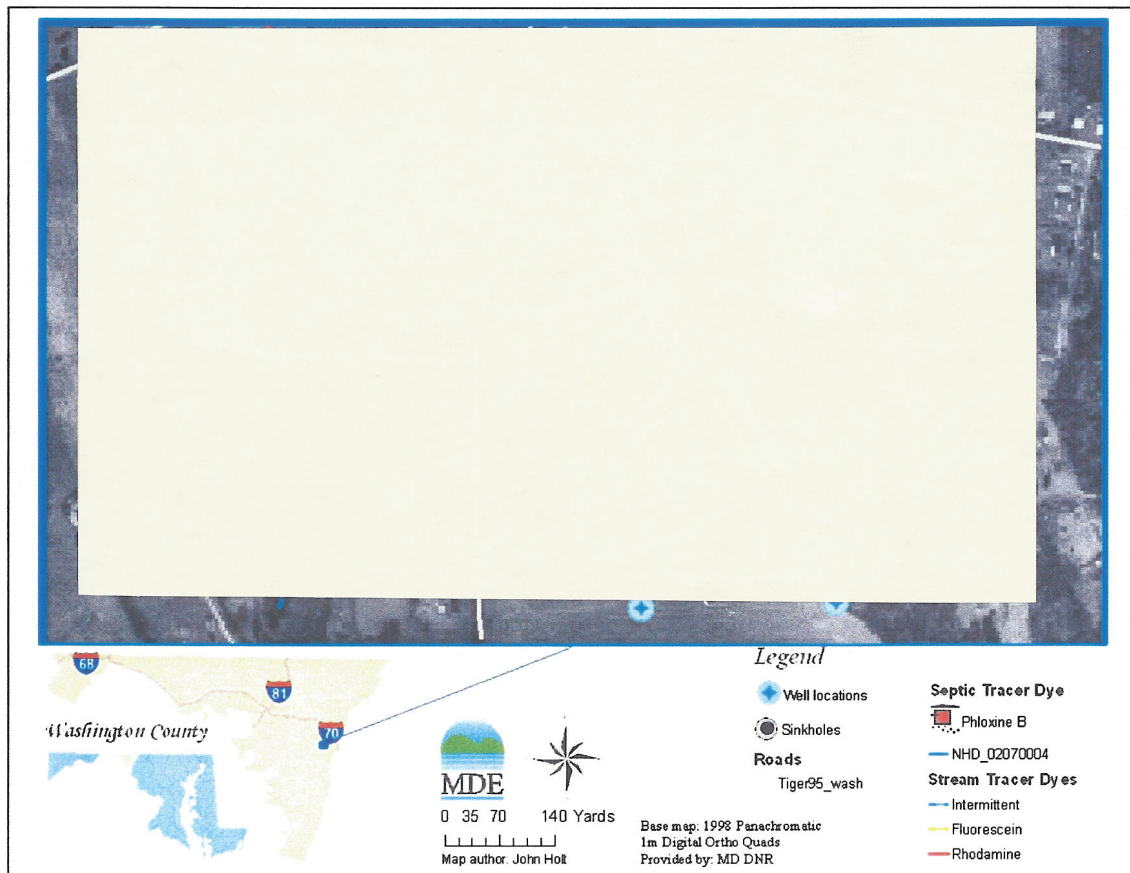 68
81
70
Washington County
MDE
0 35 70 140 Yards
Map author: John Holt
Base map: 1998 Panachromatic
1m Digital Ortho Quads
Provided by: MD DNR
Legend
Well locations
Sinkholes
Roads
Tiger95_wash
Septic Tracer Dye
Phloxine B
NHD_02070004
Stream Tracer Dyes
Intermittent
Fluorescein
Rhodamine